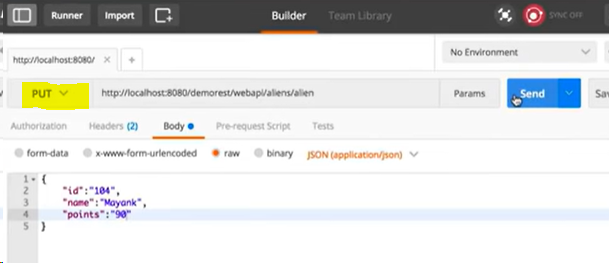 Runner Import Builder Team Library SYNC OFF
http://localhost:8080/ × + No Environment
PUT http://localhost:8080/demorest/webapi/aliens/alien Params Send Sav
Authorization Headers (2) Body Pre-request Script Tests
form-data x-www-form-urlencoded raw binary JSON (application/json)
1 {
2 "id":"104",
3 "name":"Mayank",
4 "points":"90"
5 }